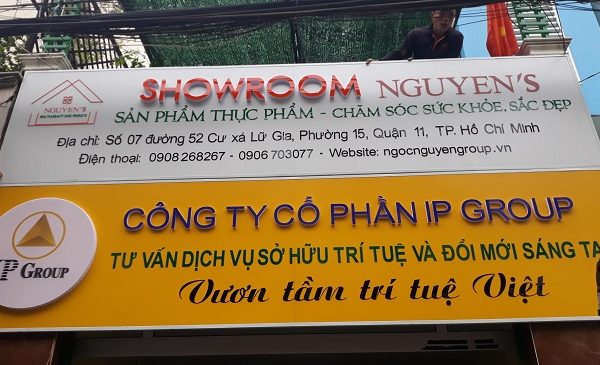 SHOWROOM NGUYEN'S
NGUYEN'S
SẢN PHẨM THỰC PHẨM - CHĂM SÓC SỨC KHỎE, SẮC ĐẸP
Địa chỉ: Số 07 đường 52 Cư xá Lữ Gia, Phường 15, Quận 11, TP. Hồ Chí Minh
Điện thoại: 0908 268267 - 0906 703077 - Website: ngocnguyengroup.vn
CÔNG TY CỔ PHẦN IP GROUP
IP GROUP
TƯ VẤN DỊCH VỤ SỞ HỮU TRÍ TUỆ VÀ ĐỔI MỚI SÁNG TẠ
Vươn tầm trí tuệ Việt